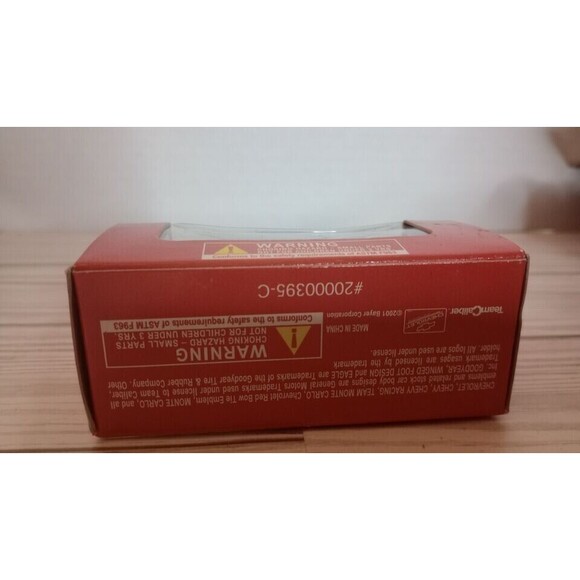 WARNING
#20000395-C
TeamCaliber
©2001 Bayer Corporation
MADE IN CHINA
WARNING
CHOKING HAZARD - SMALL PARTS
NOT FOR CHILDREN UNDER 3 YRS.
Conforms to the safety requirements of ASTM F963
CHEVROLET, CHEVY, CHEVY RACING, TEAM MONTE CARLO, Chevrolet Red Bow Tie Emblem, MONTE CARLO, and all
emblems and related stock car body designs are General Motors Trademarks used under license to Team Caliber,
Inc. GOODYEAR, WINGED FOOT DESIGN and EAGLE are Trademarks of the Goodyear Tire & Rubber Company. Other
Trademark usages are licensed by the trademark
holder. All logos are used under license.